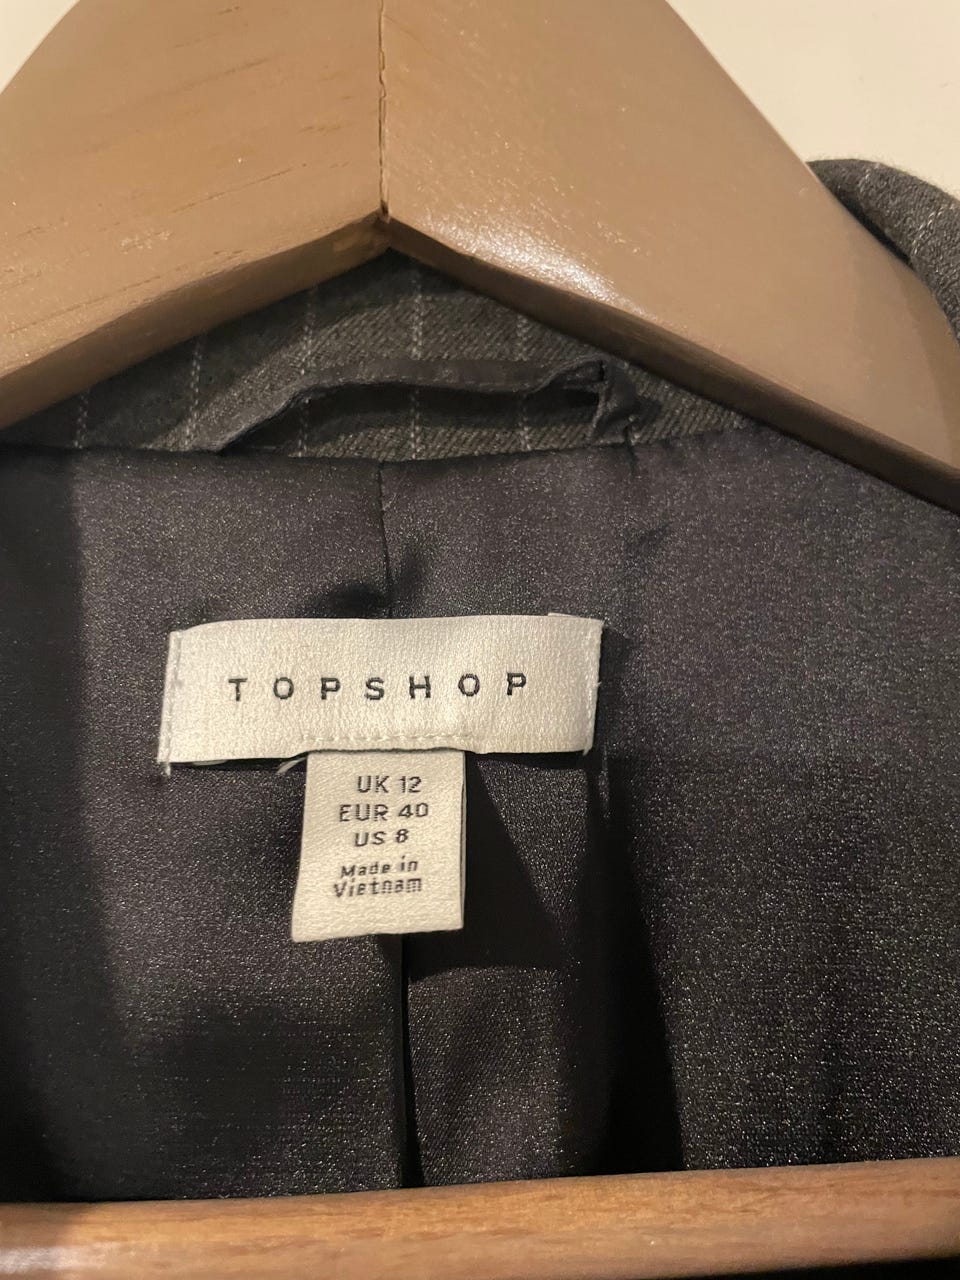 TOPSHOP
UK 12
EUR 40
US 8
Made in
Vietnam